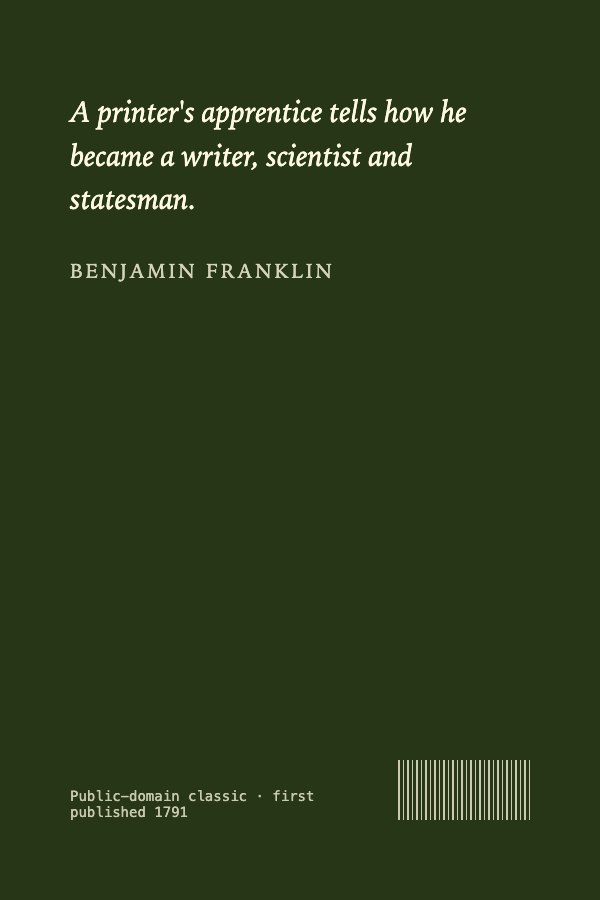 A printer's apprentice tells how he
became a writer, scientist and
statesman.
BENJAMIN FRANKLIN
Public-domain classic · first
published 1791